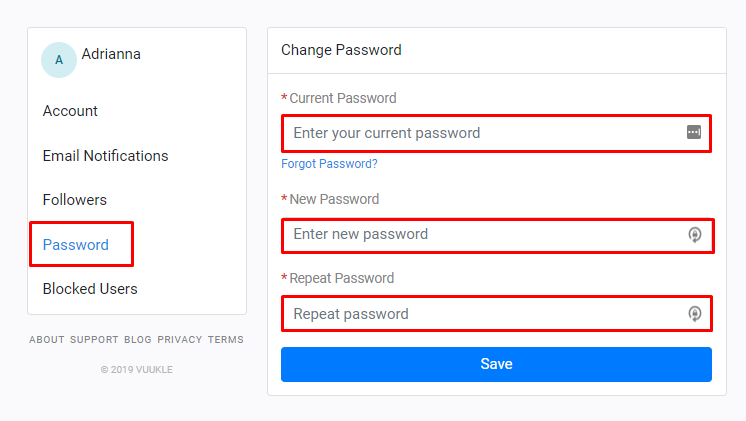 A
Adrianna
Account
Email Notifications
Followers
Password
Blocked Users
ABOUT SUPPORT BLOG PRIVACY TERMS
© 2019 VUUKLE
Change Password
*Current Password
Enter your current password
Forgot Password?
*New Password
Enter new password
*Repeat Password
Repeat password
Save